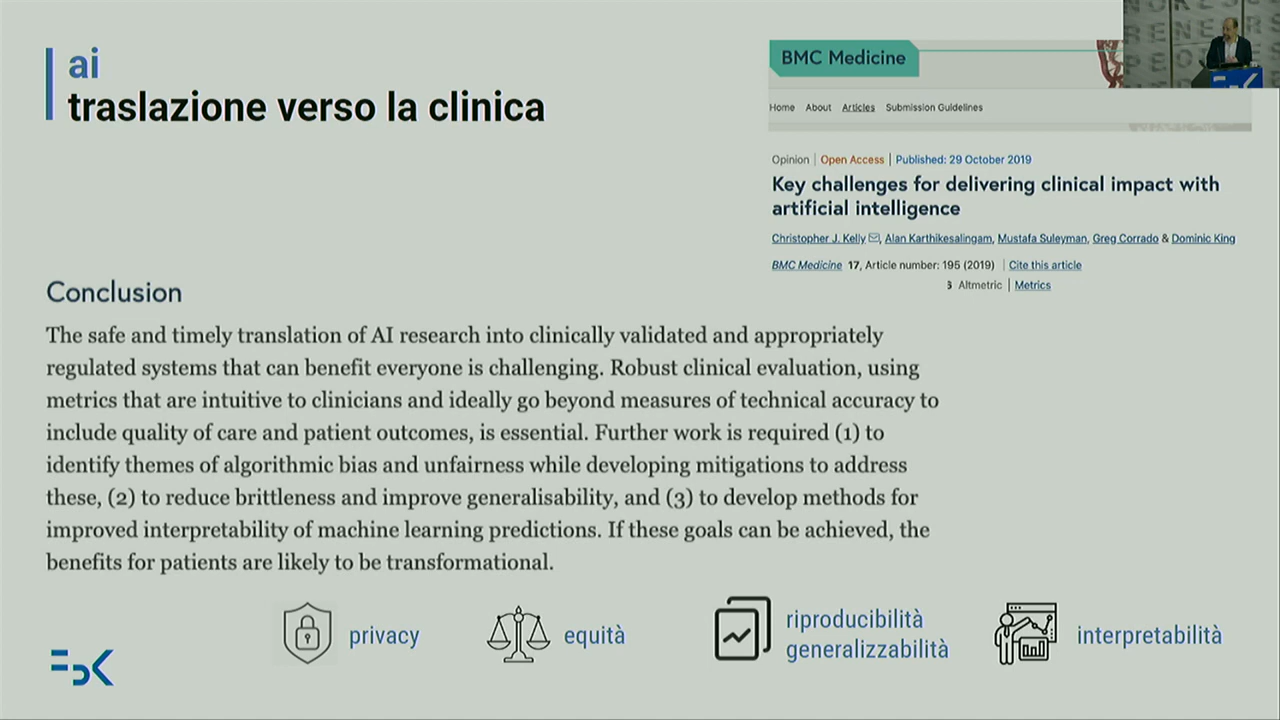 ai
traslazione verso la clinica
BMC Medicine
Home About Articles Submission Guidelines
Opinion | Open Access | Published: 29 October 2019
Key challenges for delivering clinical impact with
artificial intelligence
Christopher J. Kelly, Alan Karthikesalingam, Mustafa Suleyman, Greg Corrado & Dominic King
BMC Medicine 17, Article number: 195 (2019) | Cite this article
Altmetric | Metrics
Conclusion
The safe and timely translation of AI research into clinically validated and appropriately
regulated systems that can benefit everyone is challenging. Robust clinical evaluation, using
metrics that are intuitive to clinicians and ideally go beyond measures of technical accuracy to
include quality of care and patient outcomes, is essential. Further work is required (1) to
identify themes of algorithmic bias and unfairness while developing mitigations to address
these, (2) to reduce brittleness and improve generalisability, and (3) to develop methods for
improved interpretability of machine learning predictions. If these goals can be achieved, the
benefits for patients are likely to be transformational.
privacy
equità
riproducibilità
generalizzabilità
interpretabilità
FBK